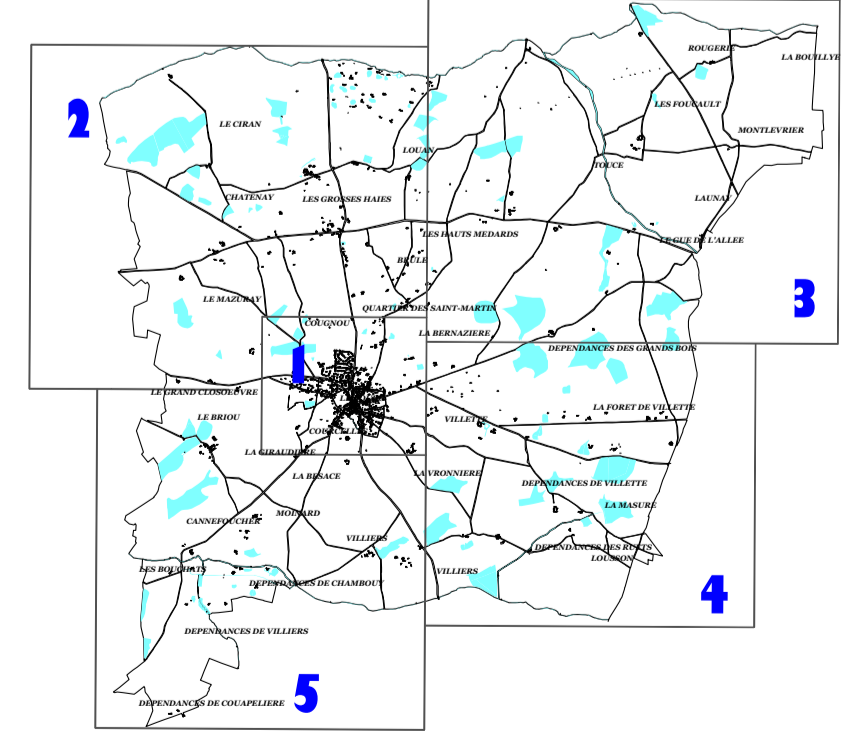 ROUGERIE
LA BOUILLYE
2
LES FOUCAULT
LE CIRAN
MONTLEVRIER
LOUAN
TOUCE
CHATENAY
LES GROSSES HAIES
LAUNAY
LES HAUTS MEDARDS
LE GUE DE L'ALLEE
BRULE
LE MAZURAY
3
QUARTIER DES SAINT-MARTIN
COUGNOU
LA BERNAZIERE
DEPENDANCES DES GRANDS BOIS
1
LE GRAND CLOSOEUVRE
LA FORET DE VILLETTE
LE BRIOU
VILLETTE
LA GIRAUDIERE
LA BESACE
LA VRONNIERE
DEPENDANCES DE VILLETTE
LA MASURE
MOINARD
CANNEFOUCHER
VILLIERS
DEPENDANCES DES RUETS
LOUSSON
LES BOUCHATS
VILLIERS
DEPENDANCES DE CHAMBOUY
4
DEPENDANCES DE VILLIERS
5
DEPENDANCES DE COUAPELIERE